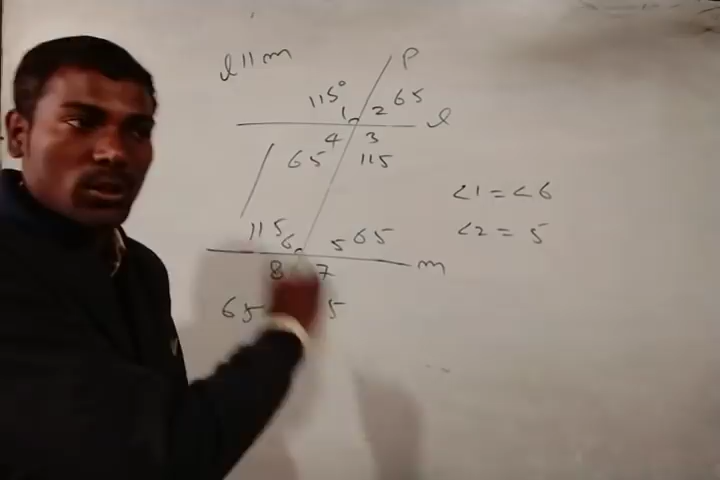 l || m
P
115° 1 2 65
l
4 3
65 115
∠1 = ∠6
∠2 = 5
115 6 5 65
m
8 7
65 5